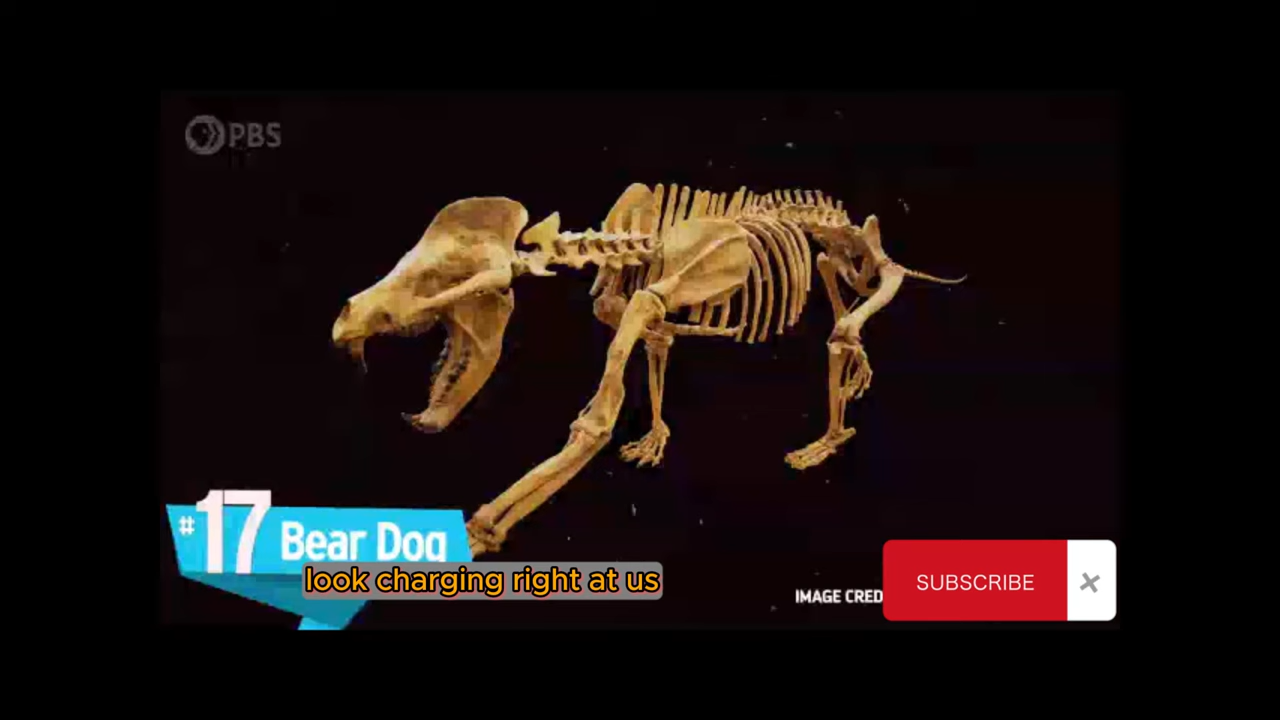 PBS
#17 Bear Dog
look charging right at us
IMAGE CRED
SUBSCRIBE